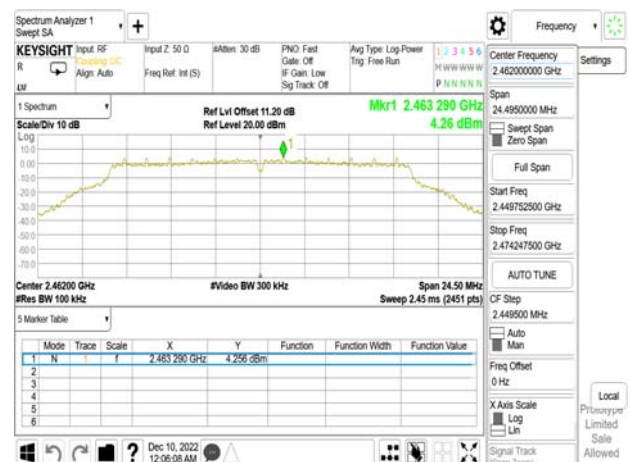 Spectrum Analyzer 1
Swept SA
Frequency
KEYSIGHT
R
LU
Input: RF
Coupling: DC
Align: Auto
Input Z: 50 Ω
Freq Ref: Int (S)
#Atten: 30 dB
PNO: Fast
Gate: Off
IF Gain: Low
Sig Track: Off
Avg Type: Log-Power
Trig: Free Run
1 2 3 4 5 6
M W W W W W
P N N N N N
1 Spectrum
Scale/Div 10 dB
Ref Lvl Offset 11.20 dB
Ref Level 20.00 dBm
Mkr1 2.463 290 GHz
4.26 dBm
Log
10.0
0.00
-10.0
-20.0
-30.0
-40.0
-50.0
-60.0
-70.0
1
Center 2.46200 GHz
#Res BW 100 kHz
#Video BW 300 kHz
Span 24.50 MHz
Sweep 2.45 ms (2451 pts)
5 Marker Table
Mode Trace Scale X Y Function Function Width Function Value
1 N 1 f 2.463 290 GHz 4.256 dBm
2
3
4
5
6
Dec 10, 2022
12:06:08 AM
Center Frequency
2.462000000 GHz
Settings
Span
24.4950000 MHz
Swept Span
Zero Span
Full Span
Start Freq
2.449752500 GHz
Stop Freq
2.474247500 GHz
AUTO TUNE
CF Step
2.449500 MHz
Auto
Man
Freq Offset
0 Hz
X Axis Scale
Log
Lin
Signal Track
Local
Prototype
Limited
Sale
Allowed